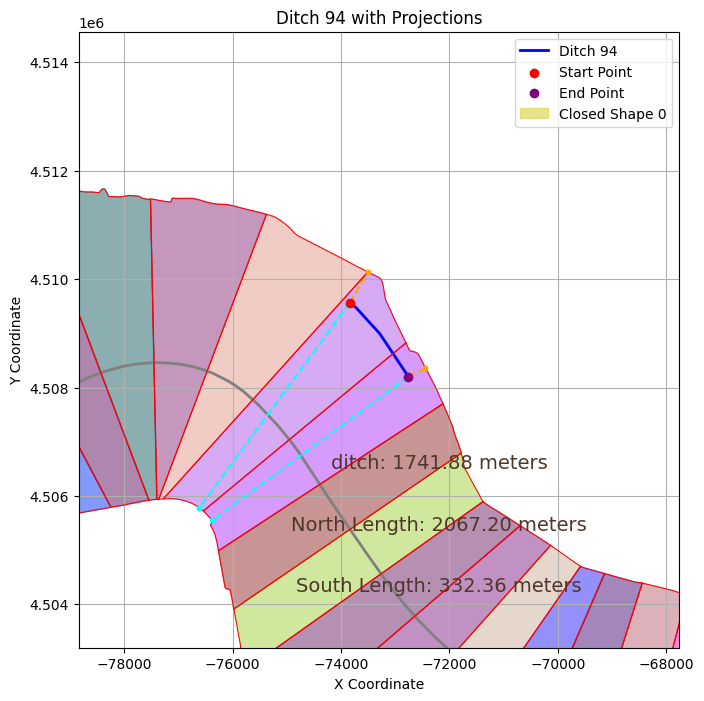 Ditch 94 with Projections
1e6
Ditch 94
Start Point
End Point
Closed Shape 0
4.514
4.512
4.510
4.508
4.506
4.504
Y Coordinate
ditch: 1741.88 meters
North Length: 2067.20 meters
South Length: 332.36 meters
−78000 −76000 −74000 −72000 −70000 −68000
X Coordinate